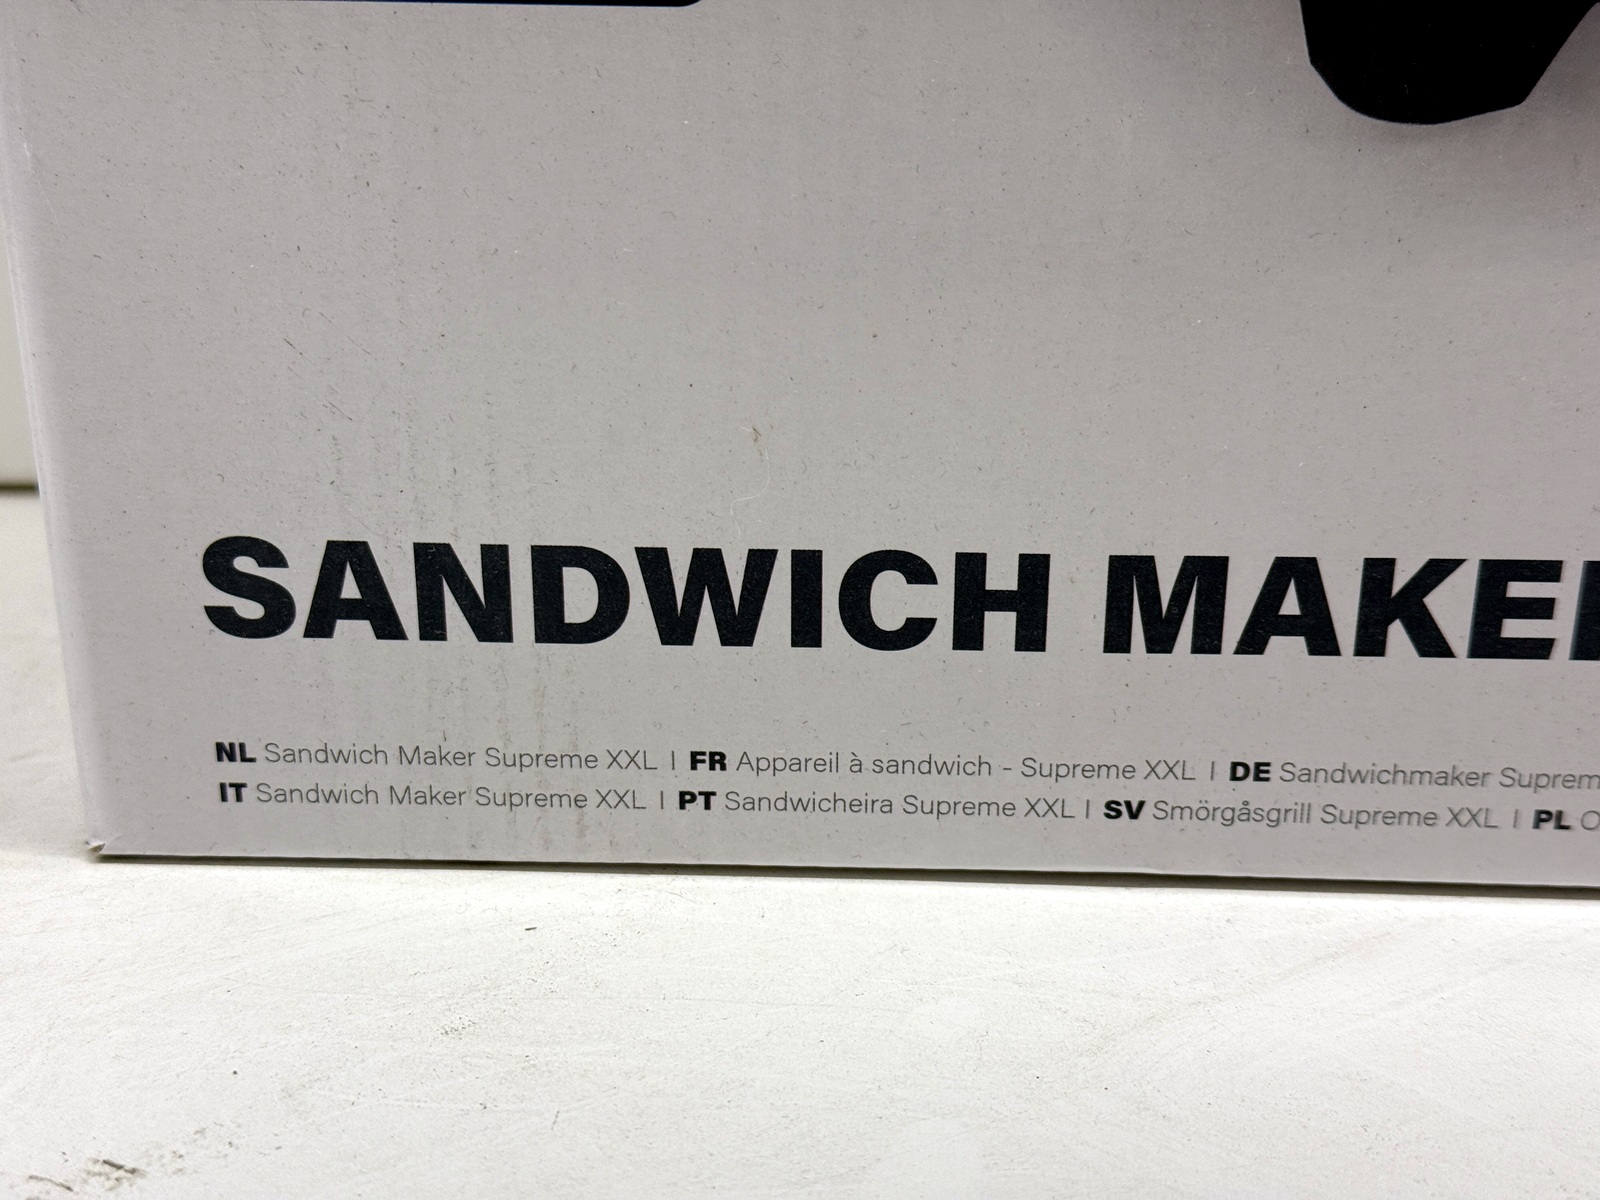 SANDWICH MAKER
NL Sandwich Maker Supreme XXL | FR Appareil à sandwich - Supreme XXL | DE Sandwichmaker Suprem
IT Sandwich Maker Supreme XXL | PT Sandwicheira Supreme XXL | SV Smörgåsgrill Supreme XXL | PL O